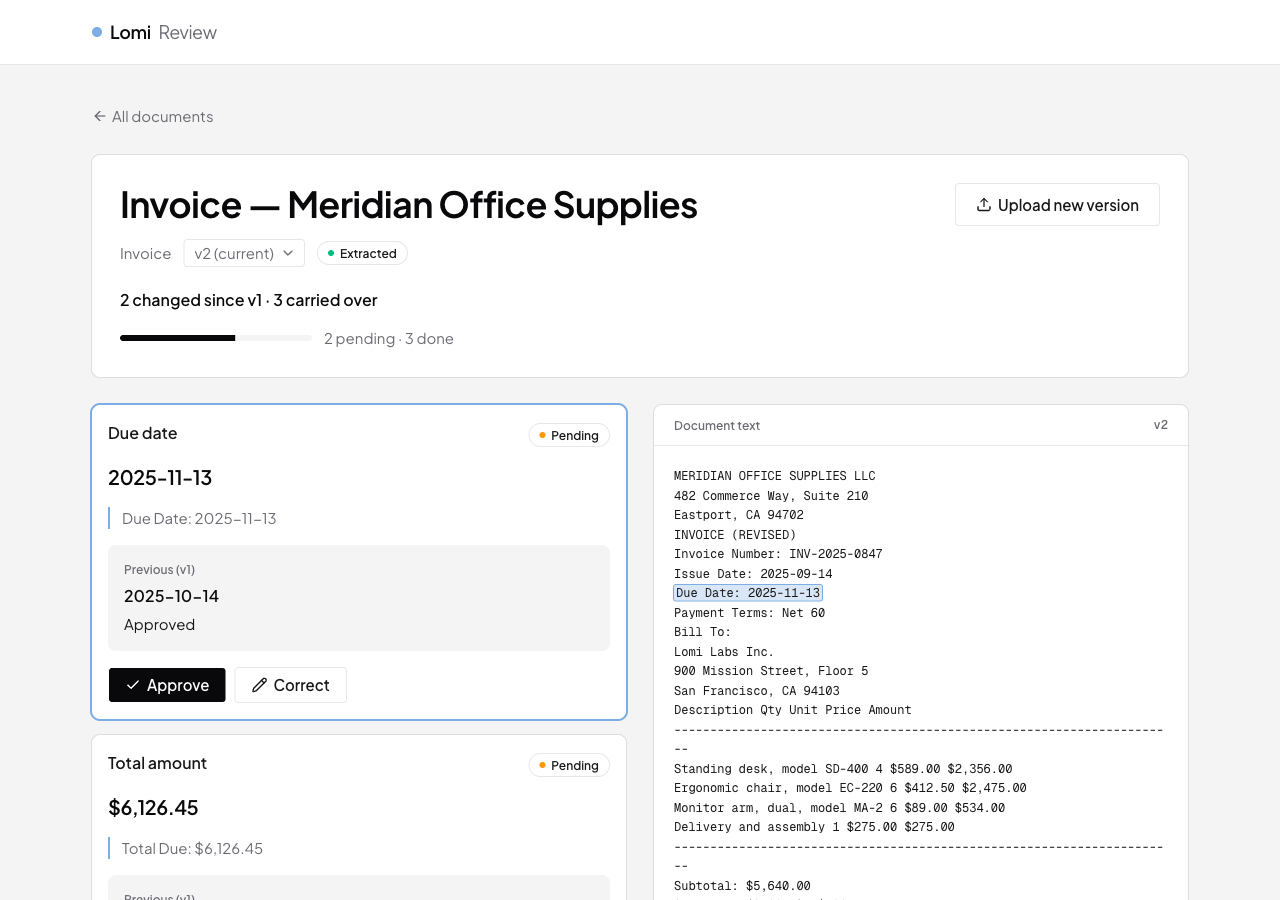 Lomi Review
All documents
Invoice — Meridian Office Supplies
Upload new version
Invoice v2 (current) Extracted
2 changed since v1 · 3 carried over
2 pending · 3 done
Due date
Pending
2025-11-13
Due Date: 2025-11-13
Previous (v1)
2025-10-14
Approved
Approve Correct
Total amount
Pending
$6,126.45
Total Due: $6,126.45
Previous (v1)
Document text v2
MERIDIAN OFFICE SUPPLIES LLC
482 Commerce Way, Suite 210
Eastport, CA 94702
INVOICE (REVISED)
Invoice Number: INV-2025-0847
Issue Date: 2025-09-14
Due Date: 2025-11-13
Payment Terms: Net 60
Bill To:
Lomi Labs Inc.
900 Mission Street, Floor 5
San Francisco, CA 94103
Description Qty Unit Price Amount
--------------------------------------------------------------------
--
Standing desk, model SD-400 4 $589.00 $2,356.00
Ergonomic chair, model EC-220 6 $412.50 $2,475.00
Monitor arm, dual, model MA-2 6 $89.00 $534.00
Delivery and assembly 1 $275.00 $275.00
--------------------------------------------------------------------
--
Subtotal: $5,640.00